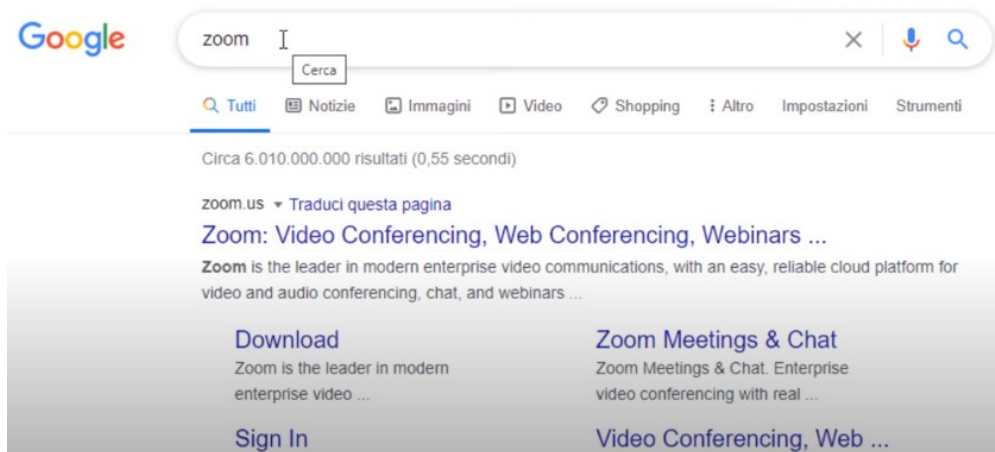 Google
zoom
Cerca
Tutti Notizie Immagini Video Shopping Altro Impostazioni Strumenti
Circa 6.010.000.000 risultati (0,55 secondi)
zoom.us Traduci questa pagina
Zoom: Video Conferencing, Web Conferencing, Webinars ...
Zoom is the leader in modern enterprise video communications, with an easy, reliable cloud platform for
video and audio conferencing, chat, and webinars ...
Download
Zoom is the leader in modern
enterprise video ...
Zoom Meetings & Chat
Zoom Meetings & Chat. Enterprise
video conferencing with real ...
Sign In
Video Conferencing, Web ...